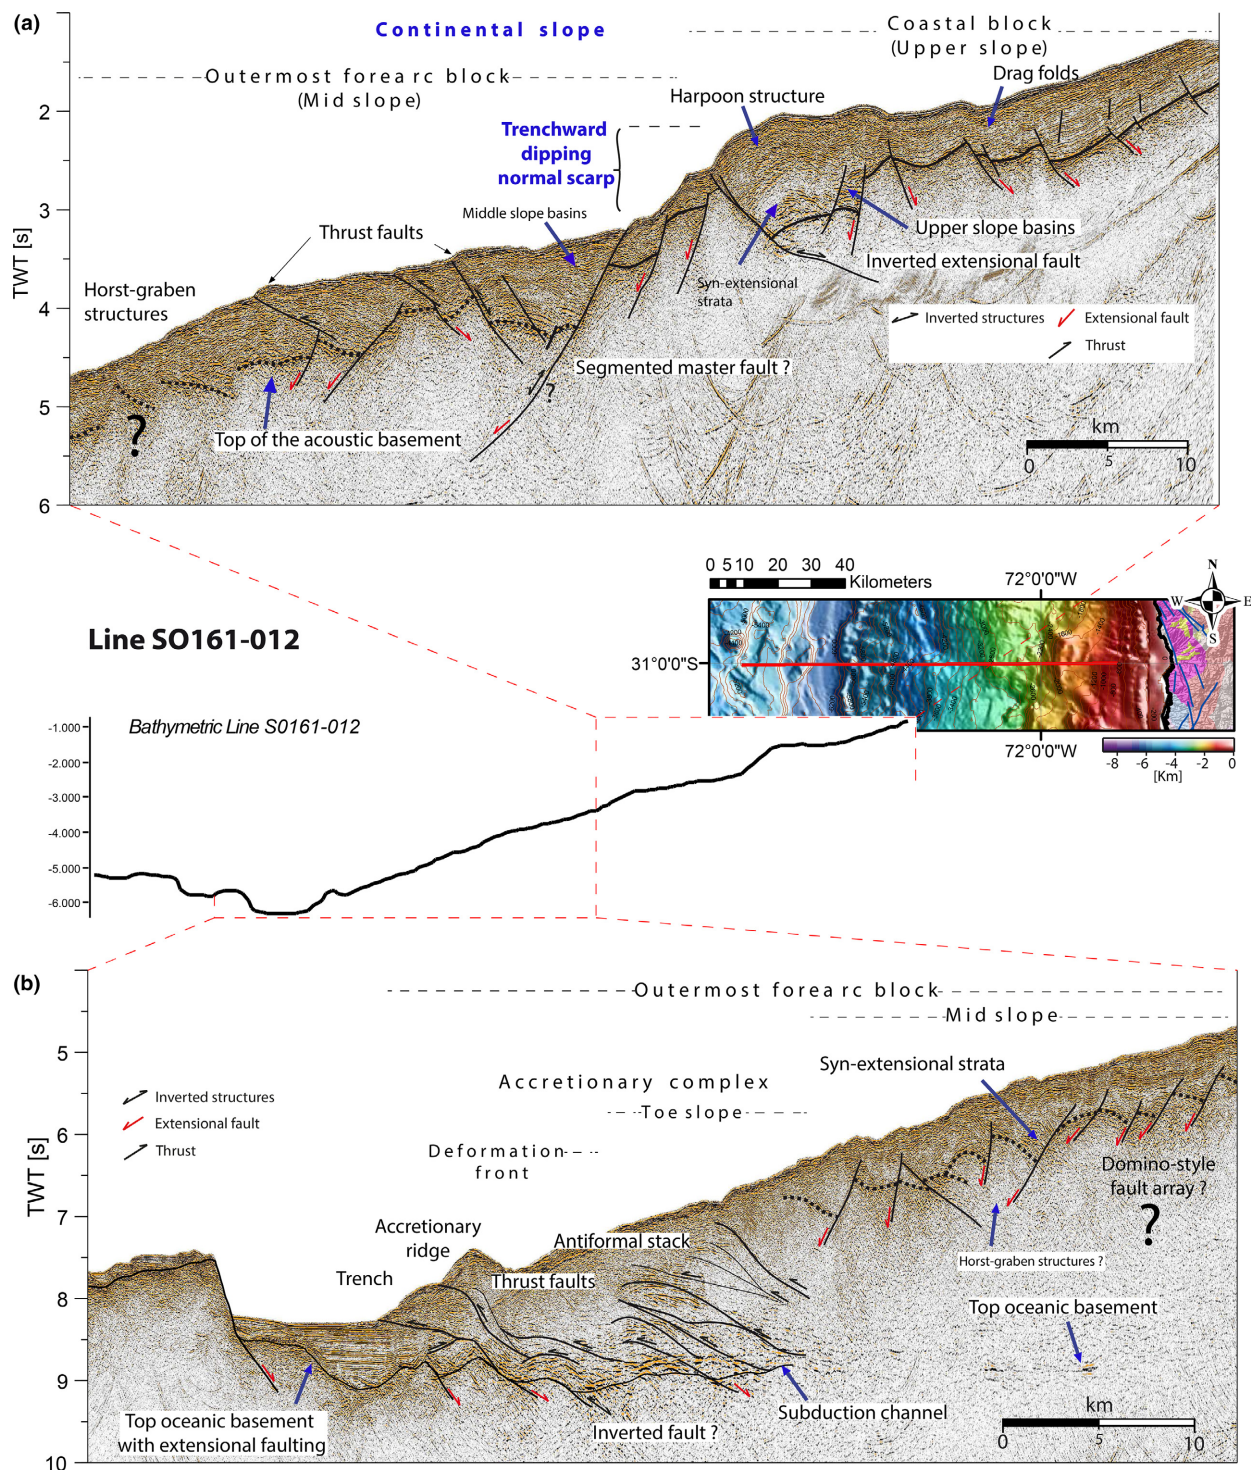 (a)
Continental slope
Coastal block
(Upper slope)
Outermost forearc block
(Mid slope)
Drag folds
Harpoon structure
Trenchward
dipping
normal scarp
Middle slope basins
Thrust faults
Upper slope basins
Inverted extensional fault
Syn-extensional
strata
Horst-graben
structures
Inverted structures
Extensional fault
Thrust
Segmented master fault ?
?
?
Top of the acoustic basement
km
0
5
10
TWT [s]
2
3
4
5
6
0 5 10 20 30 40
Kilometers
72°0'0"W
N
W
E
S
31°0'0"S
72°0'0"W
-8 -6 -4 -2 0
[Km]
Line SO161-012
Bathymetric Line S0161-012
-1.000
-2.000
-3.000
-4.000
-5.000
-6.000
(b)
Outermost forearc block
Mid slope
Syn-extensional
strata
Accretionary complex
Toe slope
Deformation
front
Inverted structures
Extensional fault
Thrust
Domino-style
fault array ?
?
Accretionary
ridge
Antiformal stack
Trench
Thrust faults
Horst-graben structures ?
Top oceanic basement
Subduction channel
Top oceanic basement
with extensional faulting
Inverted fault ?
km
0
5
10
TWT [s]
5
6
7
8
9
10